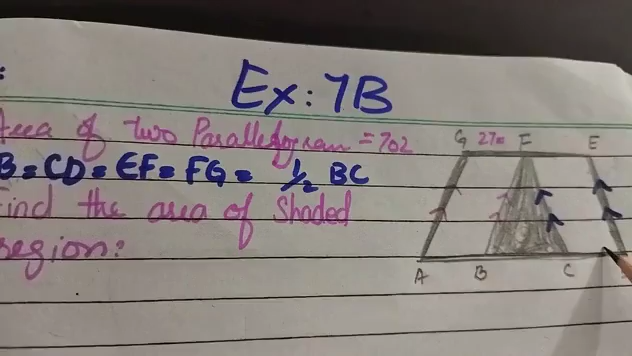 Ex: 7B
Area of two Parallelogram = 702
B = CD = EF = FG = 1/2 BC
Find the area of Shaded
region:
G 27m F E
A B C